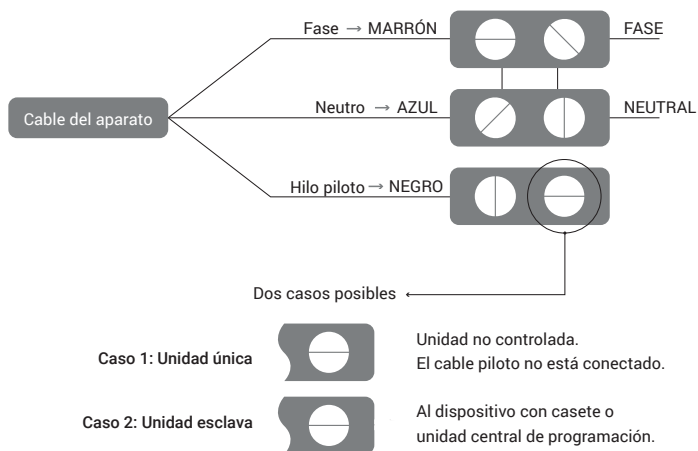 Fase → MARRÓN
FASE
Cable del aparato
Neutro → AZUL
NEUTRAL
Hilo piloto → NEGRO
Dos casos posibles ←
Caso 1: Unidad única
Unidad no controlada.
El cable piloto no está conectado.
Caso 2: Unidad esclava
Al dispositivo con casete o
unidad central de programación.